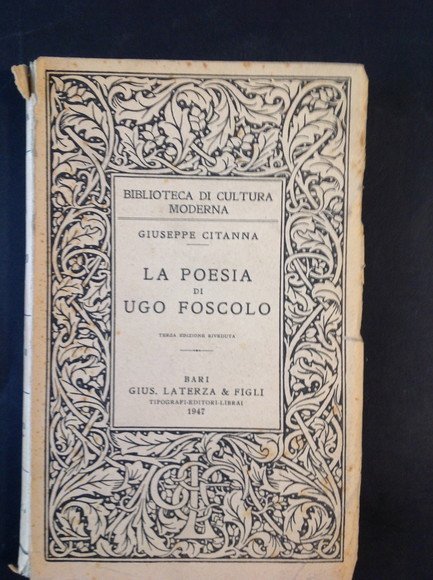 BIBLIOTECA DI CULTURA
MODERNA
GIUSEPPE CITANNA
LA POESIA
DI
UGO FOSCOLO
TERZA EDIZIONE RIVEDUTA
BARI
GIUS. LATERZA & FIGLI
TIPOGRAFI-EDITORI-LIBRAI
1947